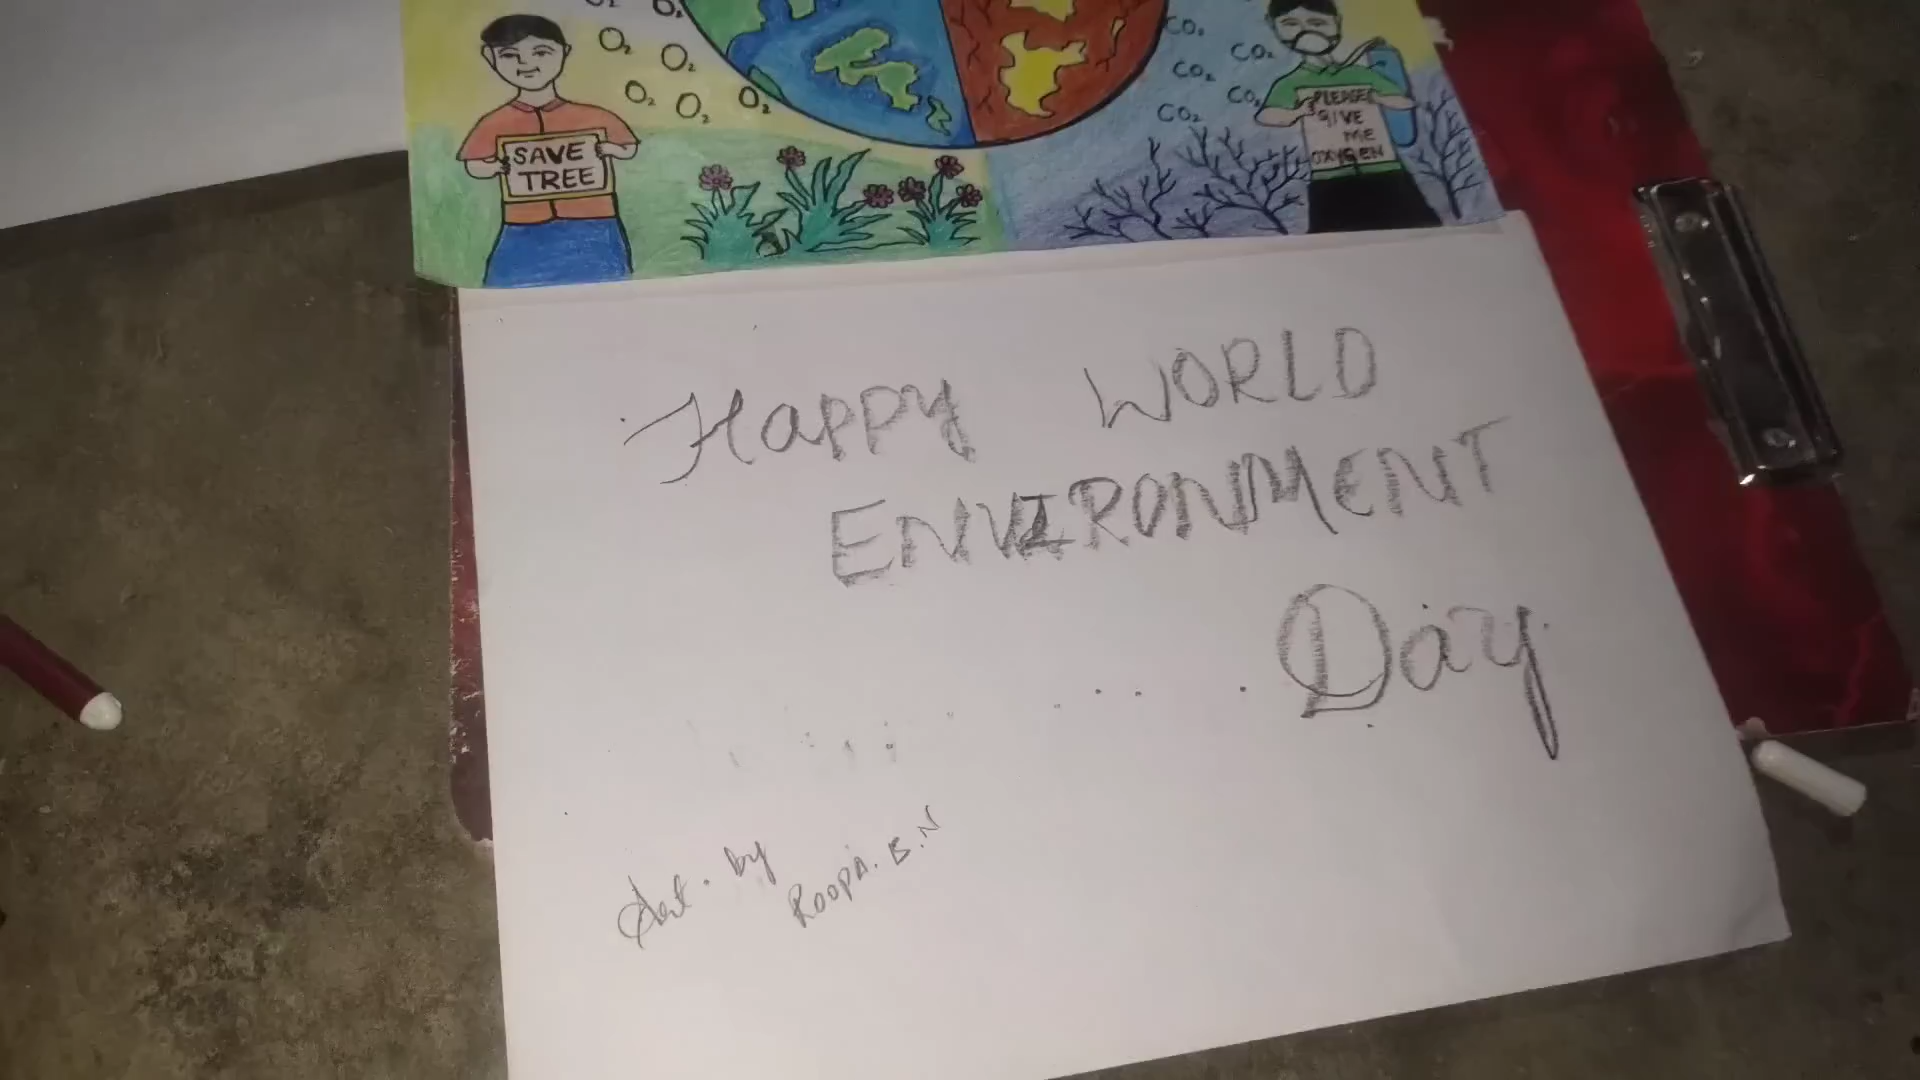 O₂
O₂ O₂
O₂ O₂ O₂
SAVE
TREE
CO₂
CO₂ CO₂
CO₂ CO₂
CO₂
PLEASE
GIVE
ME
OXYGEN
Happy WORLD
ENVIRONMENT
Day
Art. by
Roopa. B. N